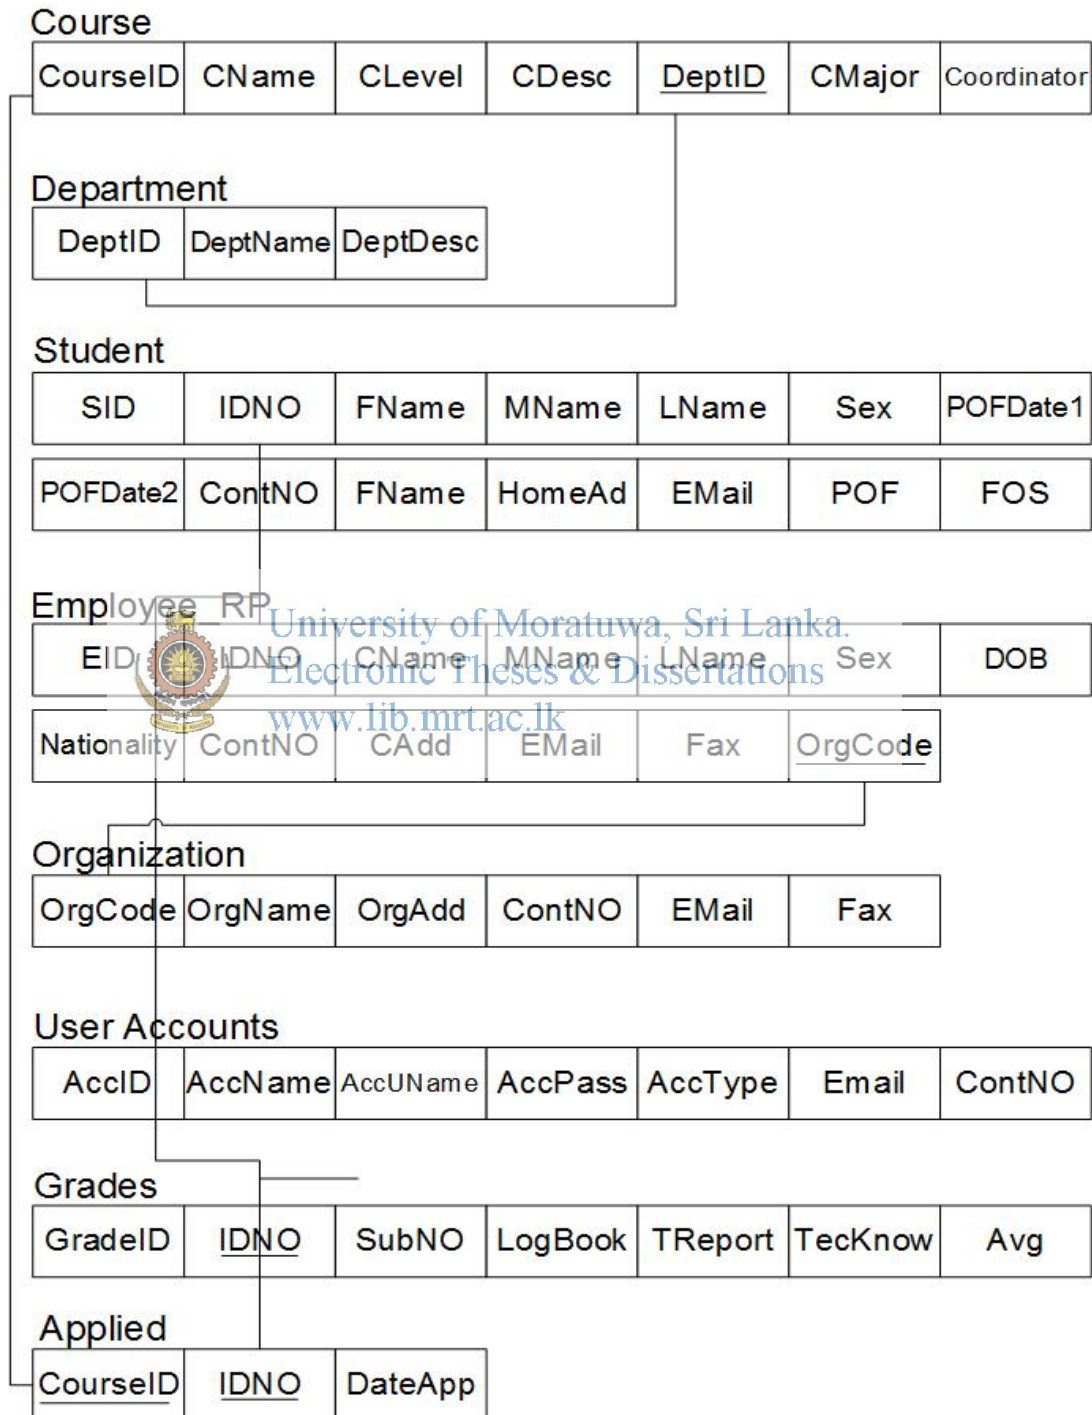 Course
CourseID CName CLevel CDesc DeptID CMajor Coordinator
Department
DeptID DeptName DeptDesc
Student
SID IDNO FName MName LName Sex POFDate1
POFDate2 ContNO FName HomeAd EMail POF FOS
Employee_RP
University of Moratuwa, Sri Lanka.
EID IDNO CName MName LName Sex DOB
Electronic Theses & Dissertations
www.lib.mrt.ac.lk
Nationality ContNO CAdd EMail Fax OrgCode
Organization
OrgCode OrgName OrgAdd ContNO EMail Fax
User Accounts
AccID AccName AccUName AccPass AccType Email ContNO
Grades
GradeID IDNO SubNO LogBook TReport TecKnow Avg
Applied
CourseID IDNO DateApp